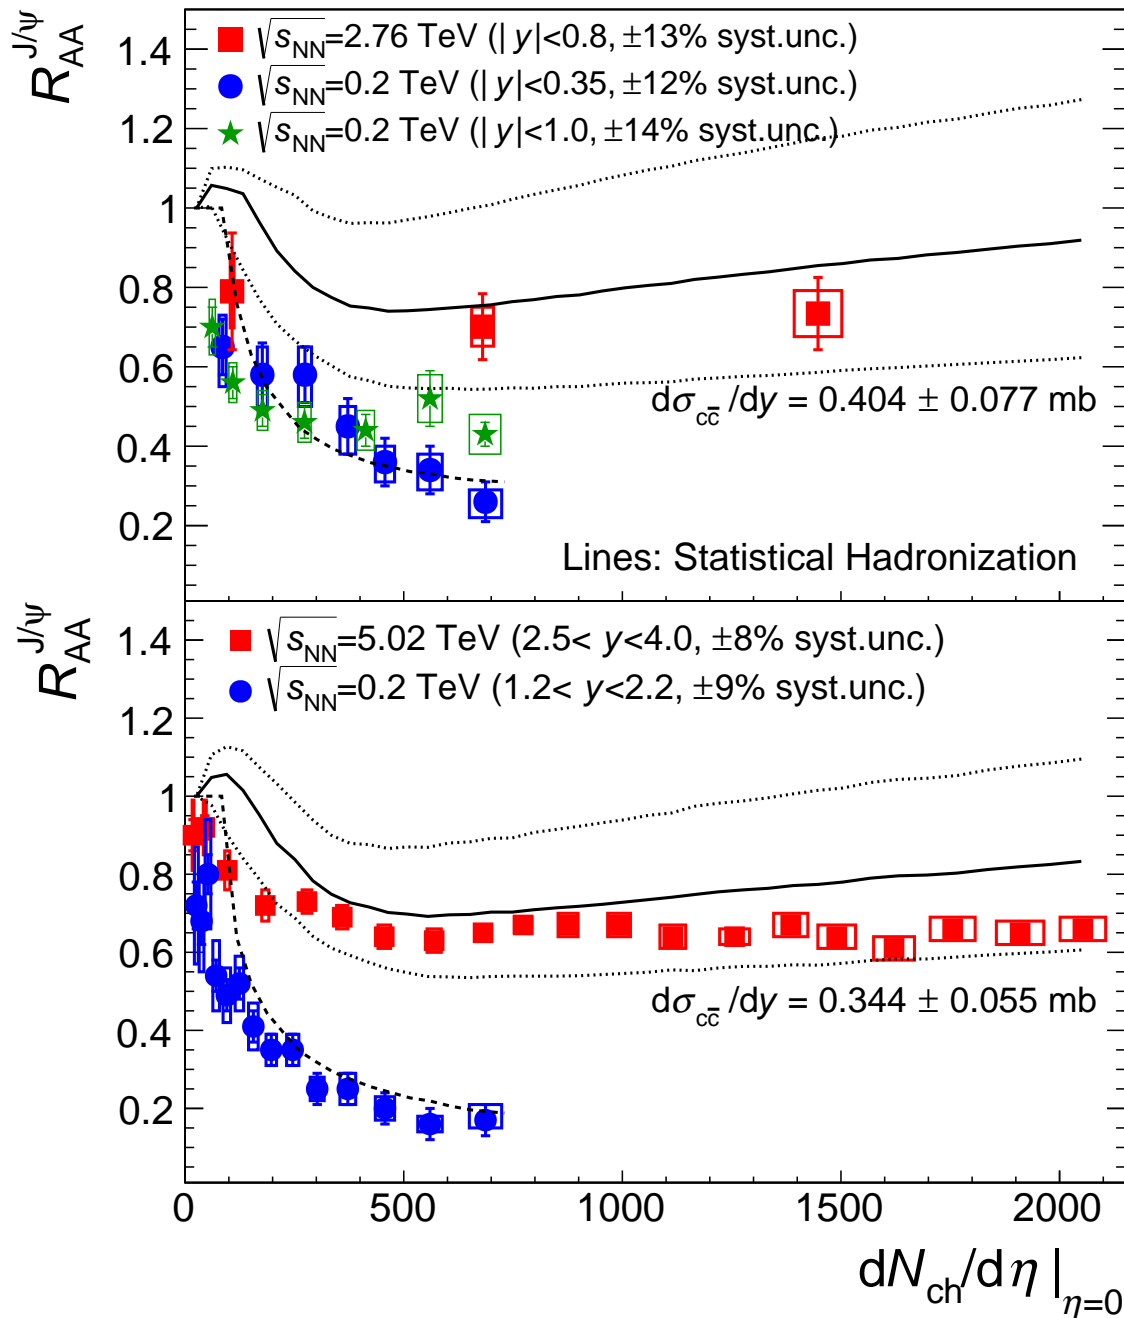 R_AA^J/ψ
1.4
1.2
1
0.8
0.6
0.4
0.2
√s_NN=2.76 TeV (| y|<0.8, ±13% syst.unc.)
√s_NN=0.2 TeV (| y|<0.35, ±12% syst.unc.)
√s_NN=0.2 TeV (| y|<1.0, ±14% syst.unc.)
dσ_cc̅ /dy = 0.404 ± 0.077 mb
Lines: Statistical Hadronization
R_AA^J/ψ
1.4
1.2
1
0.8
0.6
0.4
0.2
√s_NN=5.02 TeV (2.5< y<4.0, ±8% syst.unc.)
√s_NN=0.2 TeV (1.2< y<2.2, ±9% syst.unc.)
dσ_cc̅ /dy = 0.344 ± 0.055 mb
0 500 1000 1500 2000
dN_ch/dη |_η=0